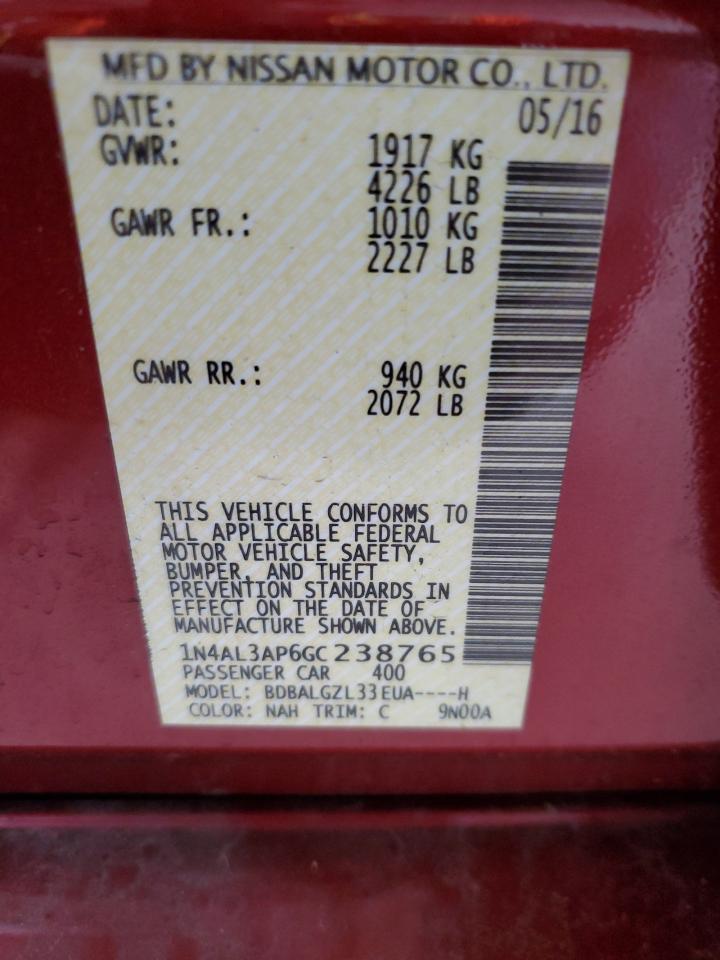 MFD BY NISSAN MOTOR CO., LTD.
DATE: 05/16
GVWR: 1917 KG
4226 LB
GAWR FR.: 1010 KG
2227 LB
GAWR RR.: 940 KG
2072 LB
THIS VEHICLE CONFORMS TO
ALL APPLICABLE FEDERAL
MOTOR VEHICLE SAFETY,
BUMPER, AND THEFT
PREVENTION STANDARDS IN
EFFECT ON THE DATE OF
MANUFACTURE SHOWN ABOVE.
1N4AL3AP6GC238765
PASSENGER CAR 400
MODEL: BDBALGZL33EUA----H
COLOR: NAH TRIM: C 9N00A